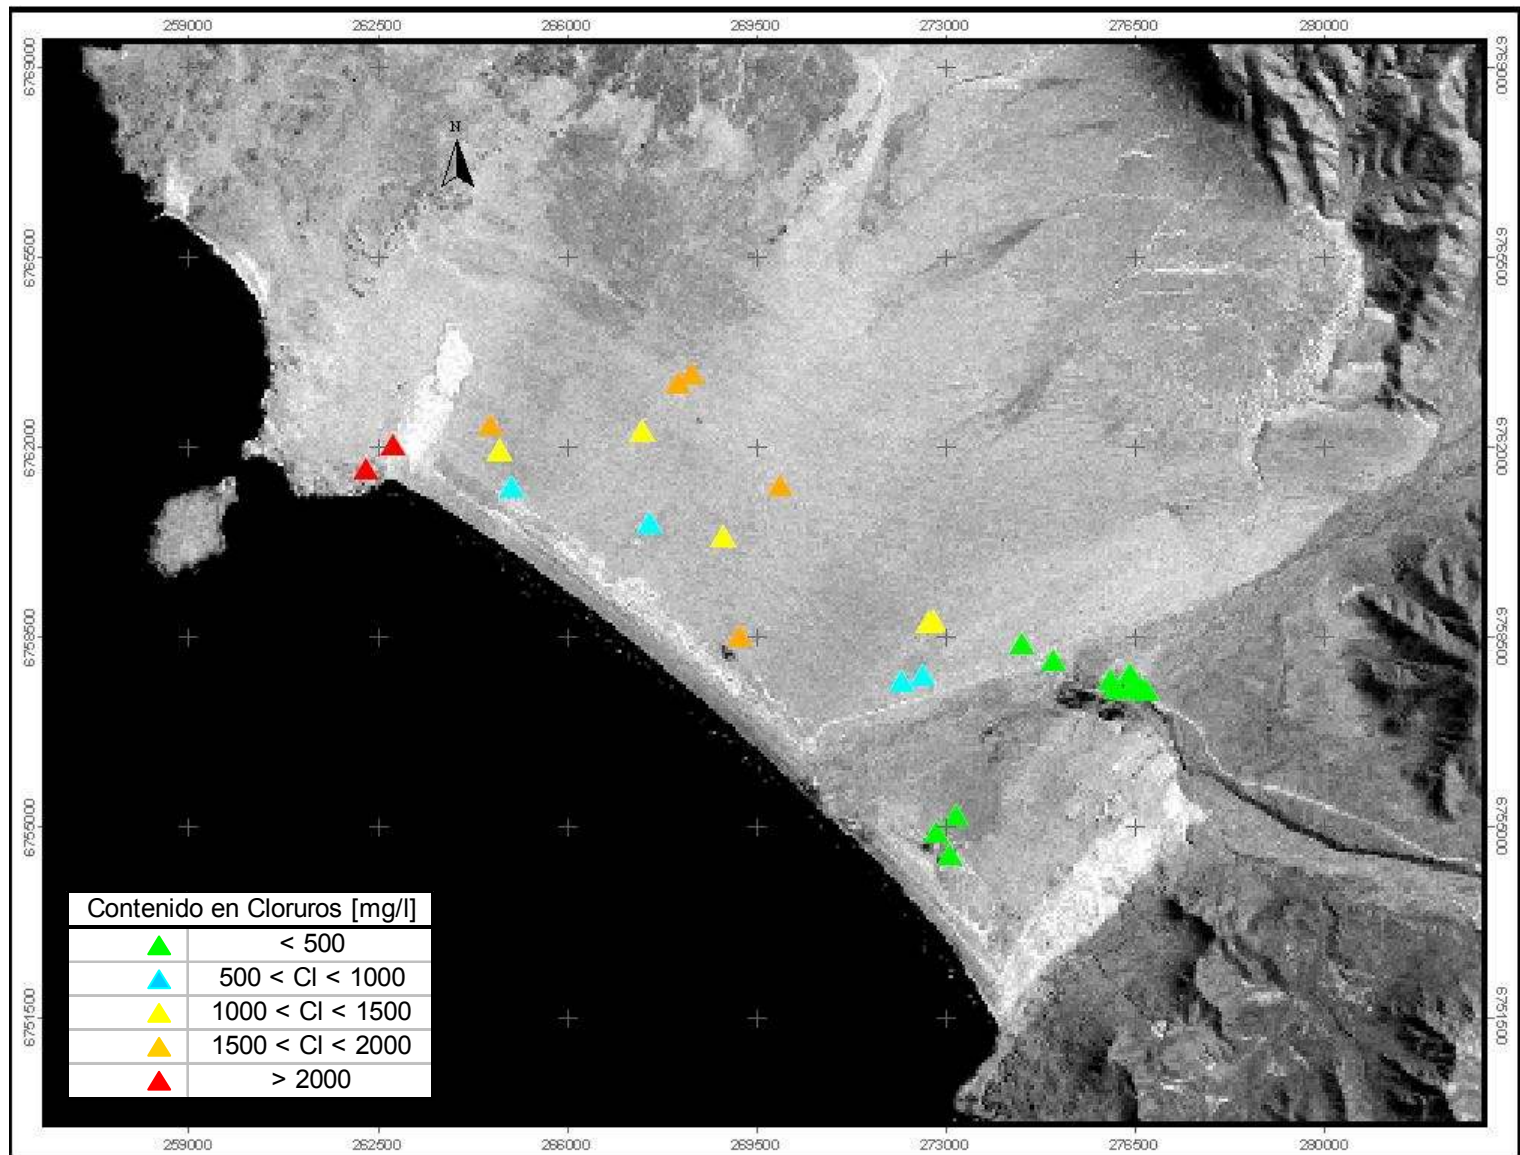 259000 262500 266000 269500 273000 276500 280000
6769000 6769000
N
6765500 6765500
6762000 6762000
6758500 6758500
6755000 6755000
Contenido en Cloruros [mg/l]
< 500
500 < Cl < 1000
1000 < Cl < 1500
1500 < Cl < 2000
> 2000
6751500 6751500
259000 262500 266000 269500 273000 276500 280000